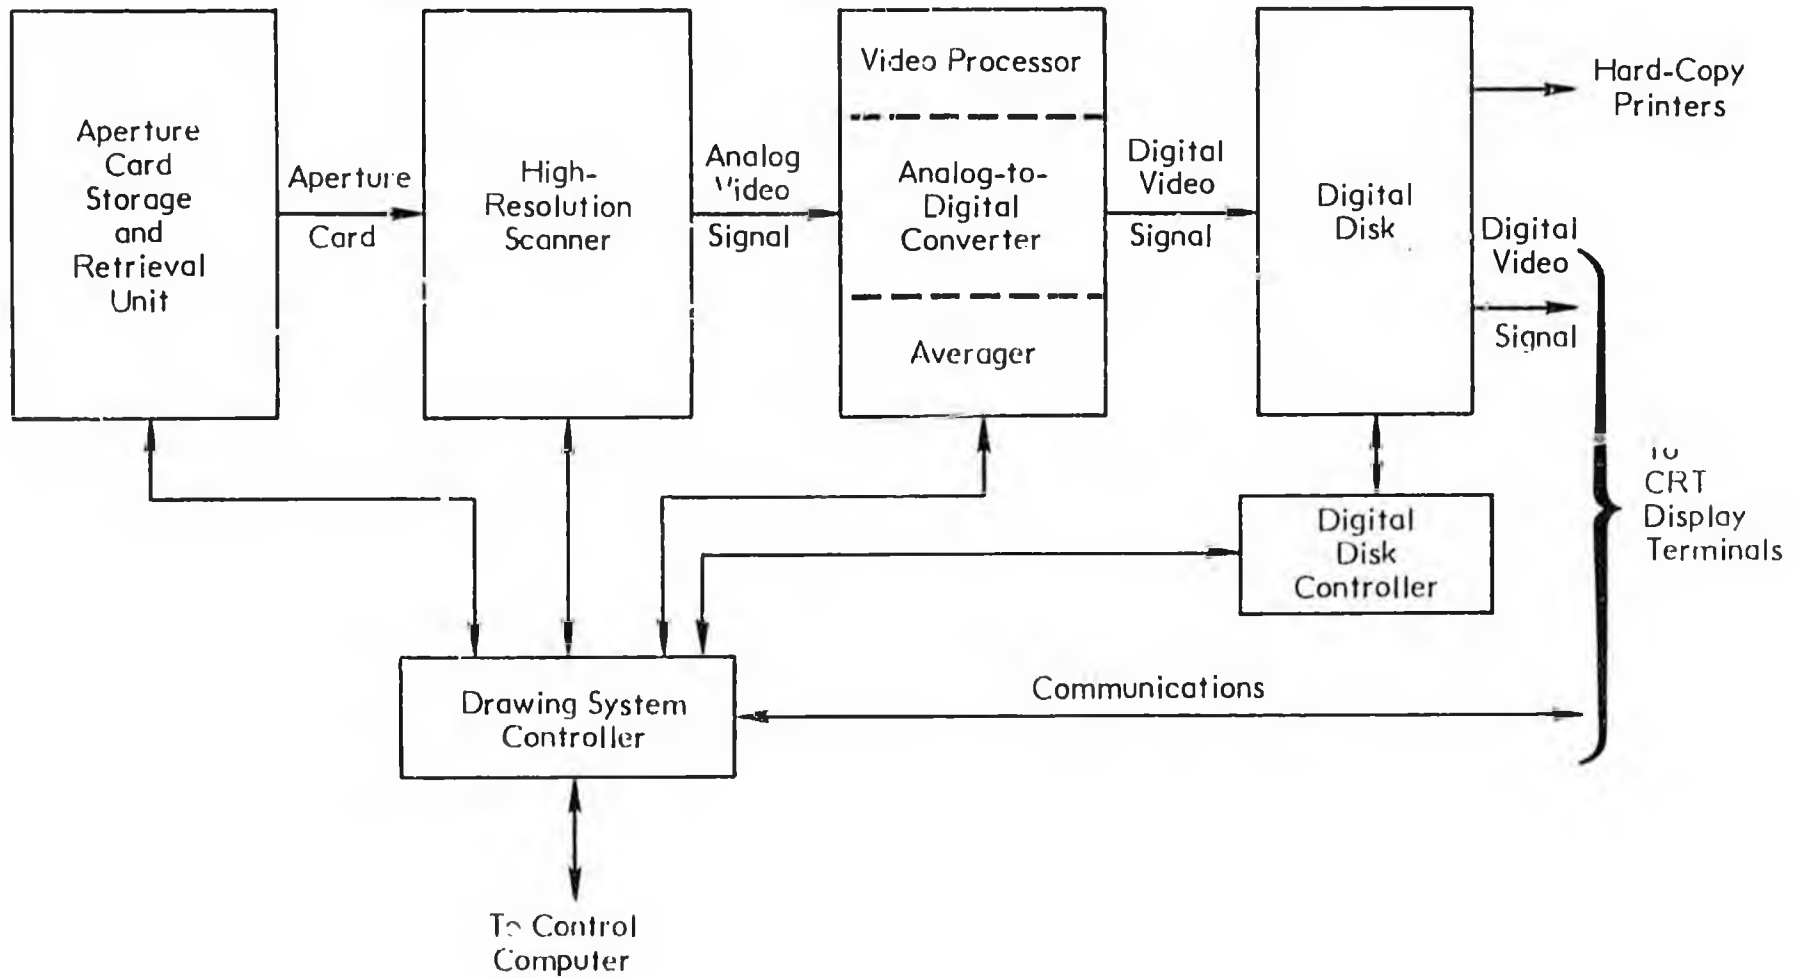 Aperture
Card
Storage
and
Retrieval
Unit
Aperture
Card
High-
Resolution
Scanner
Analog
Video
Signal
Video Processor
Analog-to-
Digital
Converter
Averager
Digital
Video
Signal
Digital
Disk
Hard-Copy
Printers
Digital
Video
Signal
To
CRT
Display
Terminals
Digital
Disk
Controller
Drawing System
Controller
Communications
To Control
Computer